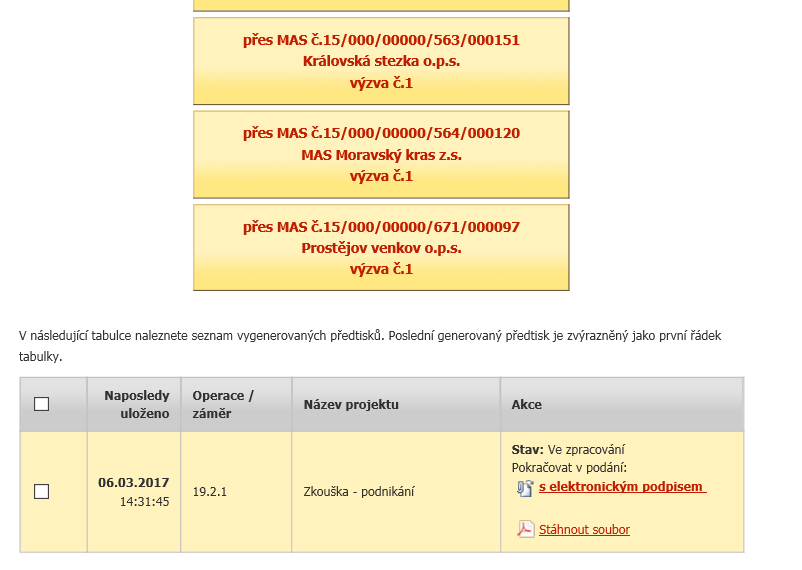 přes MAS č.15/000/00000/563/000151
Královská stezka o.p.s.
výzva č.1
přes MAS č.15/000/00000/564/000120
MAS Moravský kras z.s.
výzva č.1
přes MAS č.15/000/00000/671/000097
Prostějov venkov o.p.s.
výzva č.1
V následující tabulce naleznete seznam vygenerovaných předtisků. Poslední generovaný předtisk je zvýrazněný jako první řádek
tabulky.
Naposledy
uloženo
Operace /
záměr
Název projektu
Akce
06.03.2017
14:31:45
19.2.1
Zkouška - podnikání
Stav: Ve zpracování
Pokračovat v podání:
s elektronickým podpisem
Stáhnout soubor